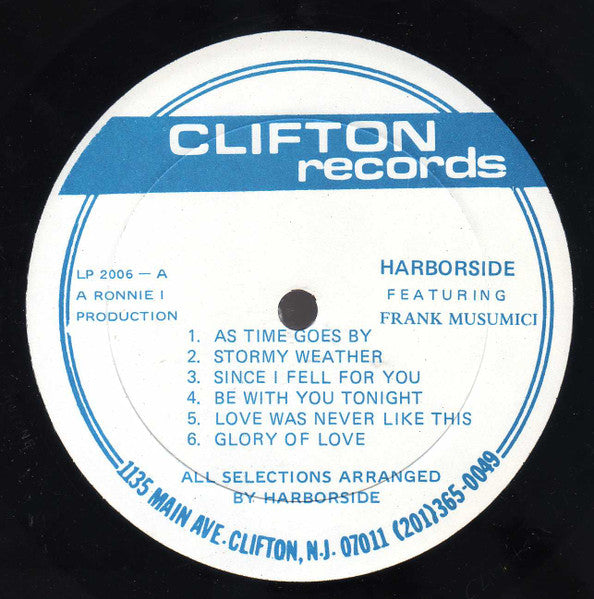 CLIFTON
records
LP 2006 — A
A RONNIE I
PRODUCTION
HARBORSIDE
FEATURING
FRANK MUSUMICI
1. AS TIME GOES BY
2. STORMY WEATHER
3. SINCE I FELL FOR YOU
4. BE WITH YOU TONIGHT
5. LOVE WAS NEVER LIKE THIS
6. GLORY OF LOVE
ALL SELECTIONS ARRANGED
BY HARBORSIDE
1135 MAIN AVE. CLIFTON, N.J. 07011 (201)365-0049